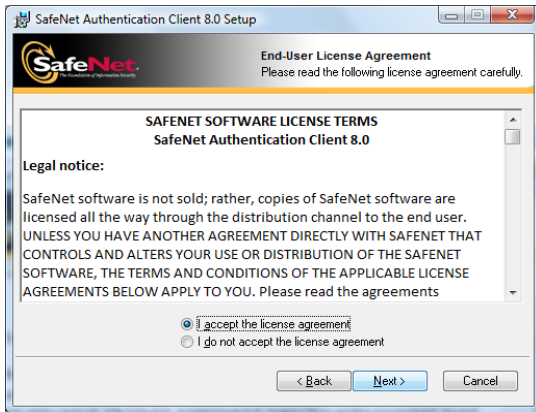 SafeNet Authentication Client 8.0 Setup
SafeNet.
The Foundation of Information Security
End-User License Agreement
Please read the following license agreement carefully.
SAFENET SOFTWARE LICENSE TERMS
SafeNet Authentication Client 8.0
Legal notice:
SafeNet software is not sold; rather, copies of SafeNet software are
licensed all the way through the distribution channel to the end user.
UNLESS YOU HAVE ANOTHER AGREEMENT DIRECTLY WITH SAFENET THAT
CONTROLS AND ALTERS YOUR USE OR DISTRIBUTION OF THE SAFENET
SOFTWARE, THE TERMS AND CONDITIONS OF THE APPLICABLE LICENSE
AGREEMENTS BELOW APPLY TO YOU. Please read the agreements
I accept the license agreement
I do not accept the license agreement
< Back
Next >
Cancel